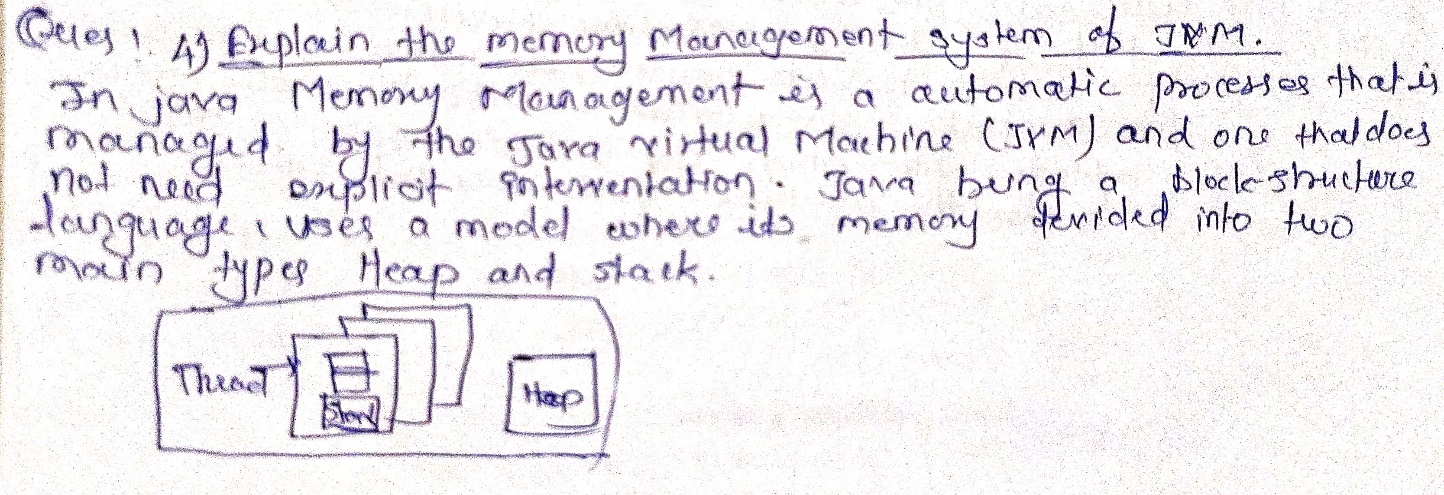 Ques 1. A) Explain the memory Management system of JVM.
In java Memory Management is a automatic processes that is
managed by the Java virtual Machine (JVM) and one that does
not need explicit intervention. Java being a block-structure
language, uses a model where its memory devided into two
main types Heap and stack.
Thread
Heap